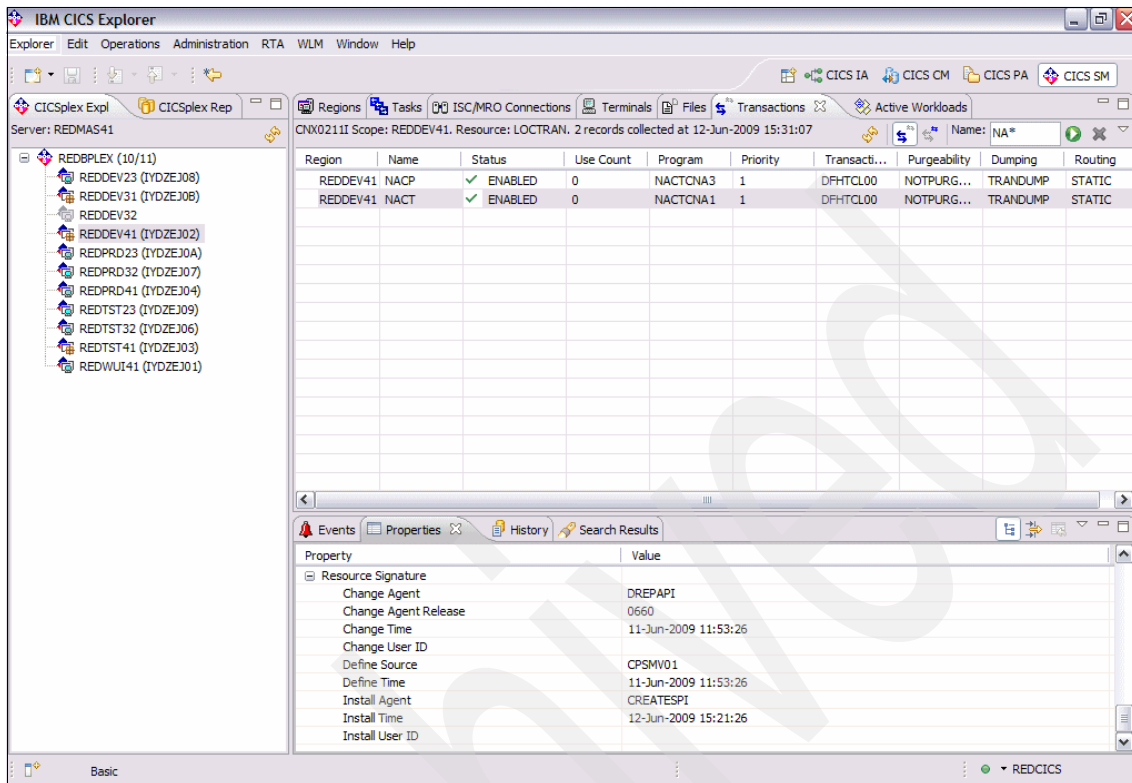 IBM CICS Explorer
Explorer Edit Operations Administration RTA WLM Window Help
CICS IA CICS CM CICS PA CICS SM
CICSplex Expl CICSplex Rep
Server: REDMAS41
REDBPLEX (10/11)
REDDEV23 (IYDZEJ08)
REDDEV31 (IYDZEJ0B)
REDDEV32
REDDEV41 (IYDZEJ02)
REDPRD23 (IYDZEJ0A)
REDPRD32 (IYDZEJ07)
REDPRD41 (IYDZEJ04)
REDTST23 (IYDZEJ09)
REDTST32 (IYDZEJ06)
REDTST41 (IYDZEJ03)
REDWUI41 (IYDZEJ01)
Regions Tasks ISC/MRO Connections Terminals Files Transactions Active Workloads
CNX0211I Scope: REDDEV41. Resource: LOCTRAN. 2 records collected at 12-Jun-2009 15:31:07 Name: NA*
Region Name Status Use Count Program Priority Transacti... Purgeability Dumping Routing
REDDEV41 NACP ENABLED 0 NACTCNA3 1 DFHTCL00 NOTPURG... TRANDUMP STATIC
REDDEV41 NACT ENABLED 0 NACTCNA1 1 DFHTCL00 NOTPURG... TRANDUMP STATIC
Events Properties History Search Results
Property Value
Resource Signature
Change Agent DREPAPI
Change Agent Release 0660
Change Time 11-Jun-2009 11:53:26
Change User ID
Define Source CPSMV01
Define Time 11-Jun-2009 11:53:26
Install Agent CREATESPI
Install Time 12-Jun-2009 15:21:26
Install User ID
Basic REDCICS